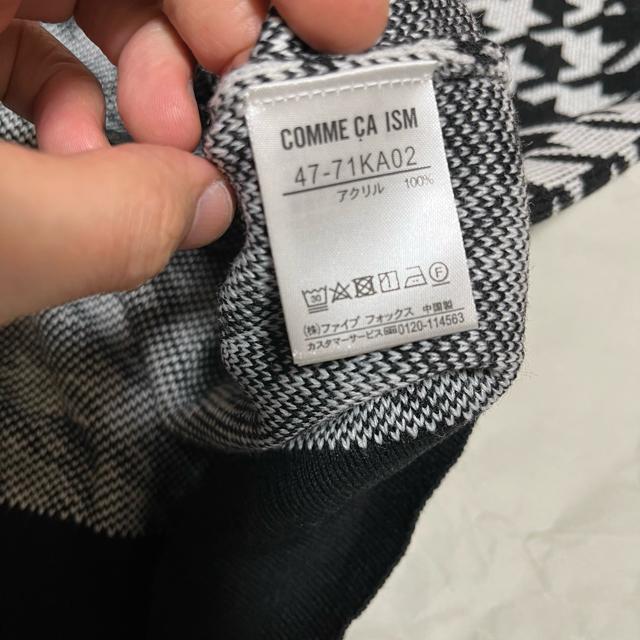 COMME ÇA ISM
47-71KA02
アクリル 100%
30 F
(株)ファイブ フォックス 中国製
カスタマーサービス 0120-114563